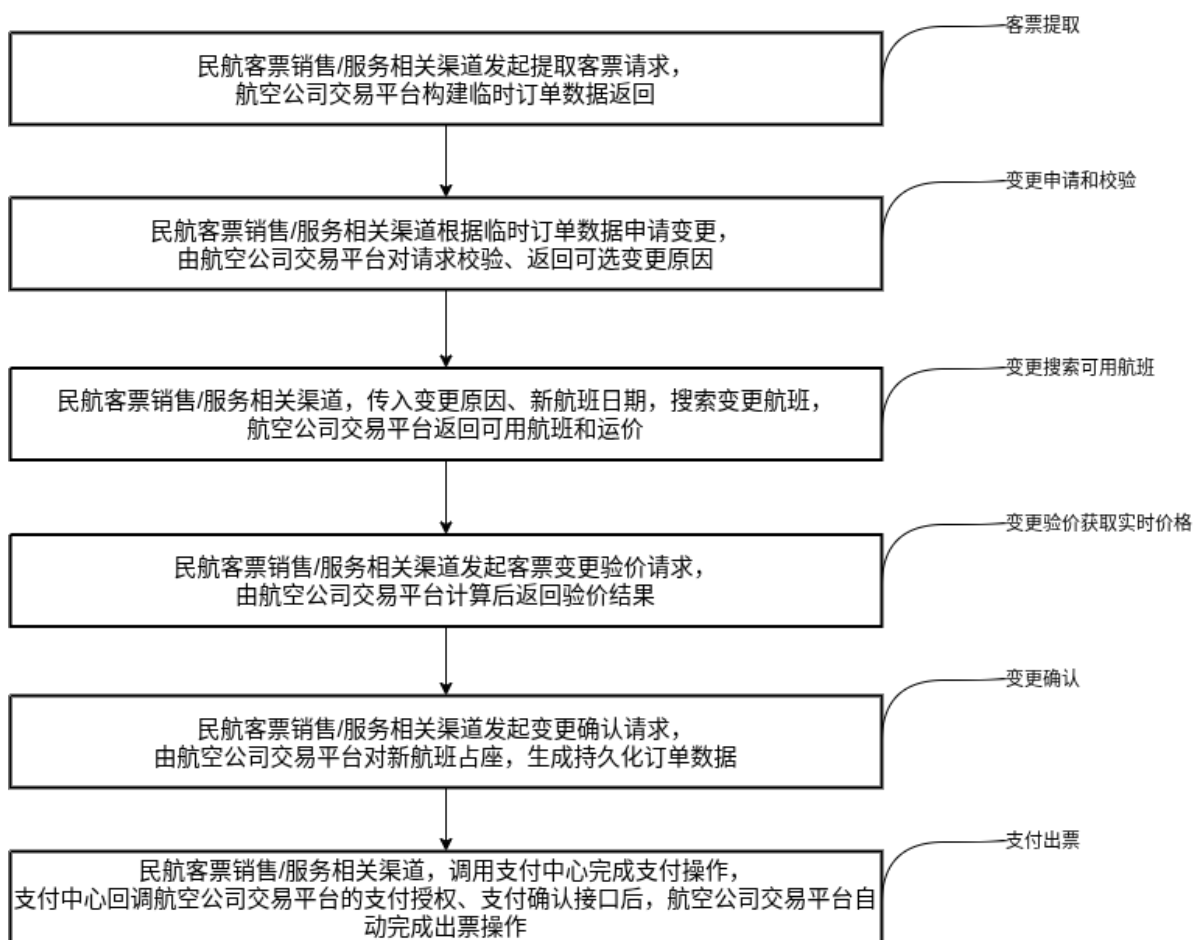 客票提取
民航客票销售/服务相关渠道发起提取客票请求，
航空公司交易平台构建临时订单数据返回
变更申请和校验
民航客票销售/服务相关渠道根据临时订单数据申请变更，
由航空公司交易平台对请求校验、返回可选变更原因
变更搜索可用航班
民航客票销售/服务相关渠道，传入变更原因、新航班日期，搜索变更航班，
航空公司交易平台返回可用航班和运价
变更验价获取实时价格
民航客票销售/服务相关渠道发起客票变更验价请求，
由航空公司交易平台计算后返回验价结果
变更确认
民航客票销售/服务相关渠道发起变更确认请求，
由航空公司交易平台对新航班占座，生成持久化订单数据
支付出票
民航客票销售/服务相关渠道，调用支付中心完成支付操作，
支付中心回调航空公司交易平台的支付授权、支付确认接口后，航空公司交易平台自
动完成出票操作